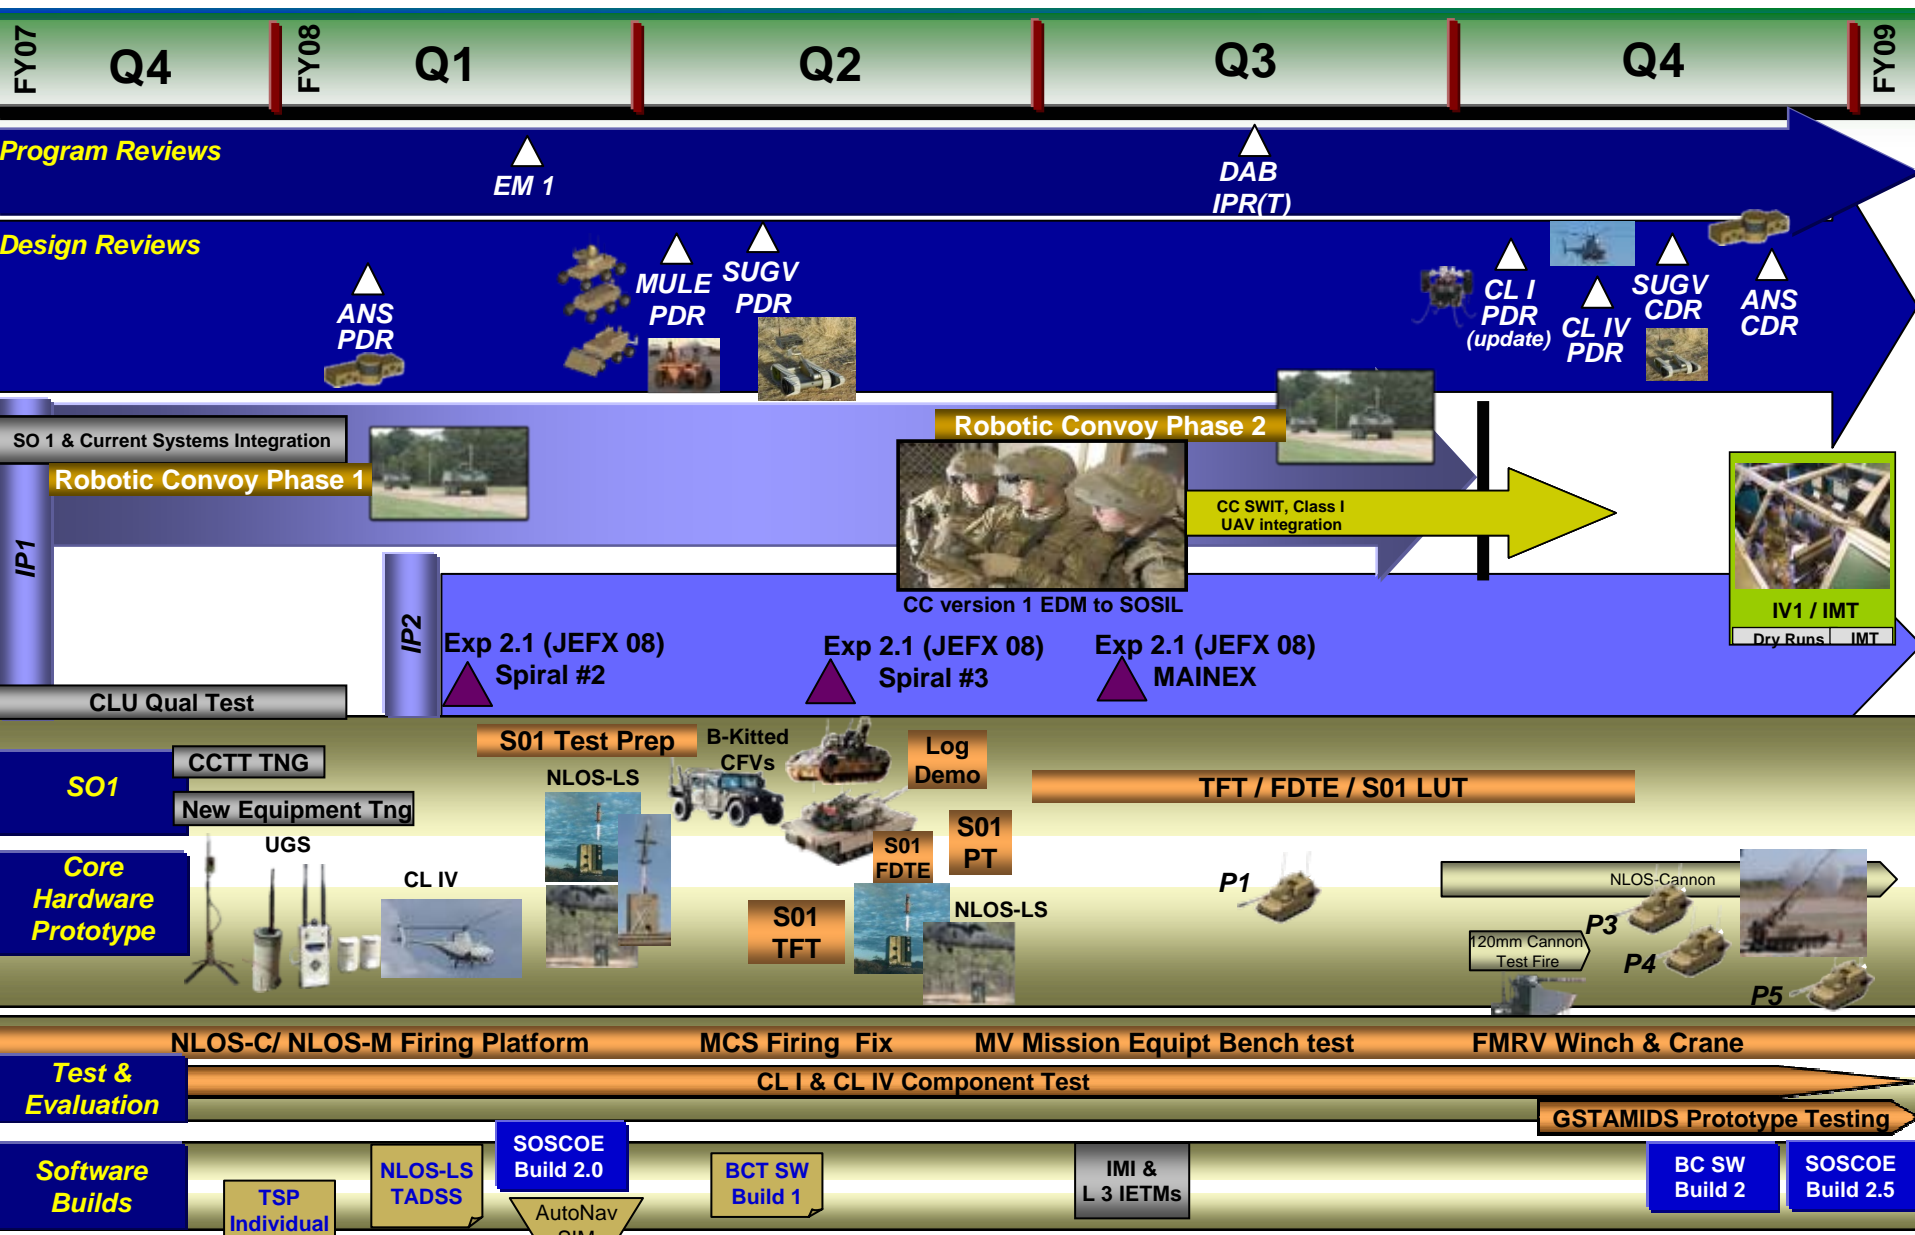 FY07
Q4
FY08
Q1
Q2
Q3
Q4
FY09
Program Reviews
EM 1
DAB
IPR(T)
Design Reviews
ANS
PDR
MULE
PDR
SUGV
PDR
CL I
PDR
(update)
CL IV
PDR
SUGV
CDR
ANS
CDR
IP1
SO 1 & Current Systems Integration
Robotic Convoy Phase 1
Robotic Convoy Phase 2
CC SWIT, Class I
UAV integration
CC version 1 EDM to SOSIL
IV1 / IMT
Dry Runs
IMT
IP2
Exp 2.1 (JEFX 08)
Spiral #2
Exp 2.1 (JEFX 08)
Spiral #3
Exp 2.1 (JEFX 08)
MAINEX
CLU Qual Test
SO1
CCTT TNG
New Equipment Tng
S01 Test Prep
B-Kitted
CFVs
Log
Demo
TFT / FDTE / S01 LUT
NLOS-LS
S01
PT
S01
FDTE
Core
Hardware
Prototype
UGS
CL IV
S01
TFT
NLOS-LS
P1
NLOS-Cannon
P3
120mm Cannon
Test Fire
P4
P5
NLOS-C/ NLOS-M Firing Platform
MCS Firing Fix
MV Mission Equipt Bench test
FMRV Winch & Crane
Test &
Evaluation
CL I & CL IV Component Test
GSTAMIDS Prototype Testing
Software
Builds
TSP
Individual
NLOS-LS
TADSS
SOSCOE
Build 2.0
AutoNav
SIM
BCT SW
Build 1
IMI &
L 3 IETMs
BC SW
Build 2
SOSCOE
Build 2.5